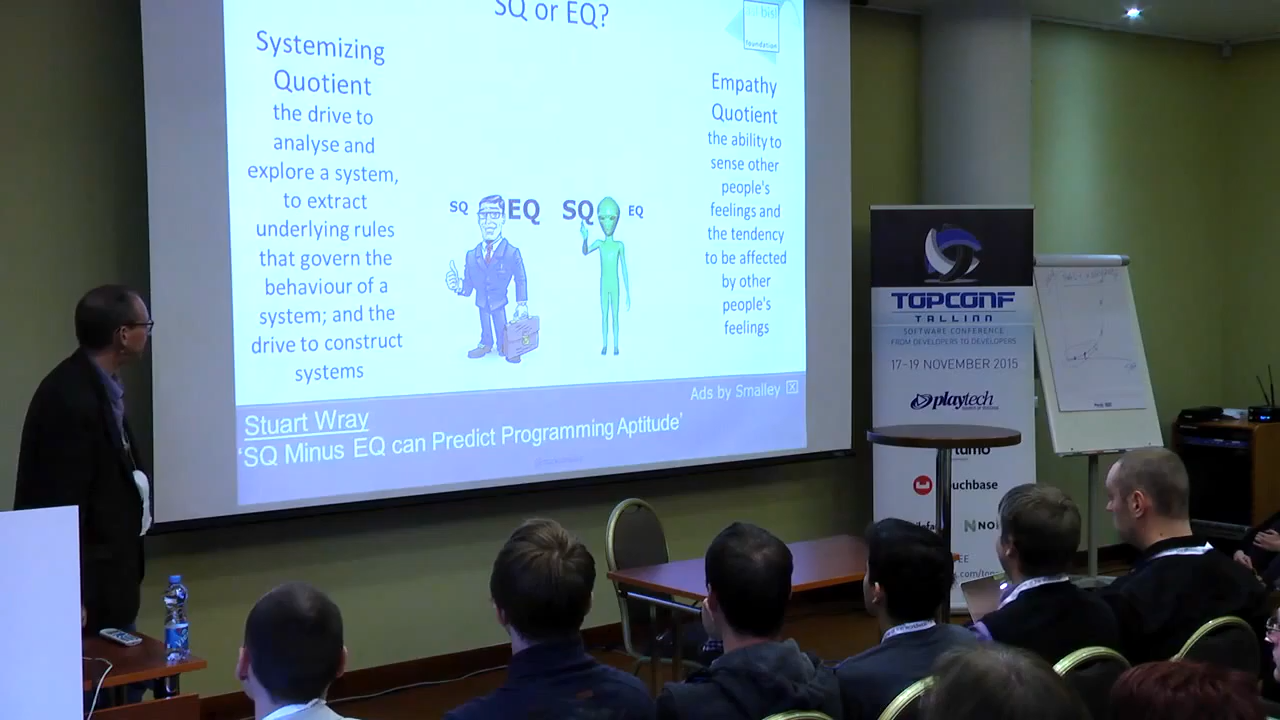 SQ or EQ?
Systemizing
Quotient
the drive to
analyse and
explore a system,
to extract
underlying rules
that govern the
behaviour of a
system; and the
drive to construct
systems
SQ
EQ
SQ
EQ
Empathy
Quotient
the ability to
sense other
people's
feelings and
the tendency
to be affected
by other
people's
feelings
foundation
Ads by Smalley
Stuart Wray
'SQ Minus EQ can Predict Programming Aptitude'
TOPCONF
TALLINN
SOFTWARE CONFERENCE
FROM DEVELOPERS TO DEVELOPERS
17-19 NOVEMBER 2015
playtech
uchbase